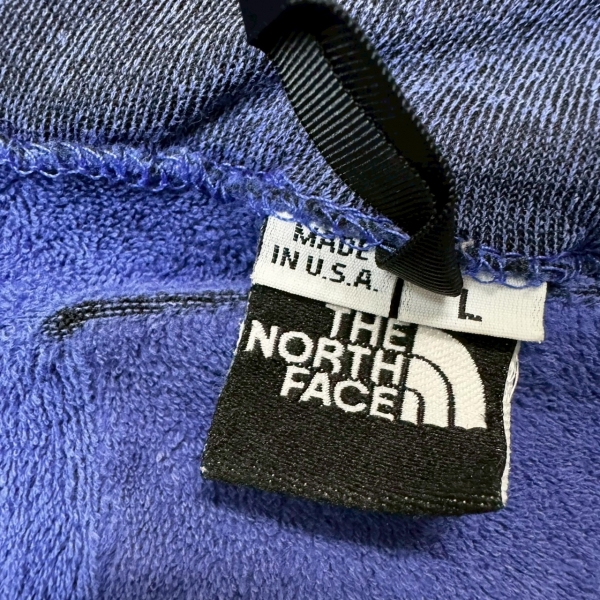 MADE
IN U.S.A.
L
THE
NORTH
FACE